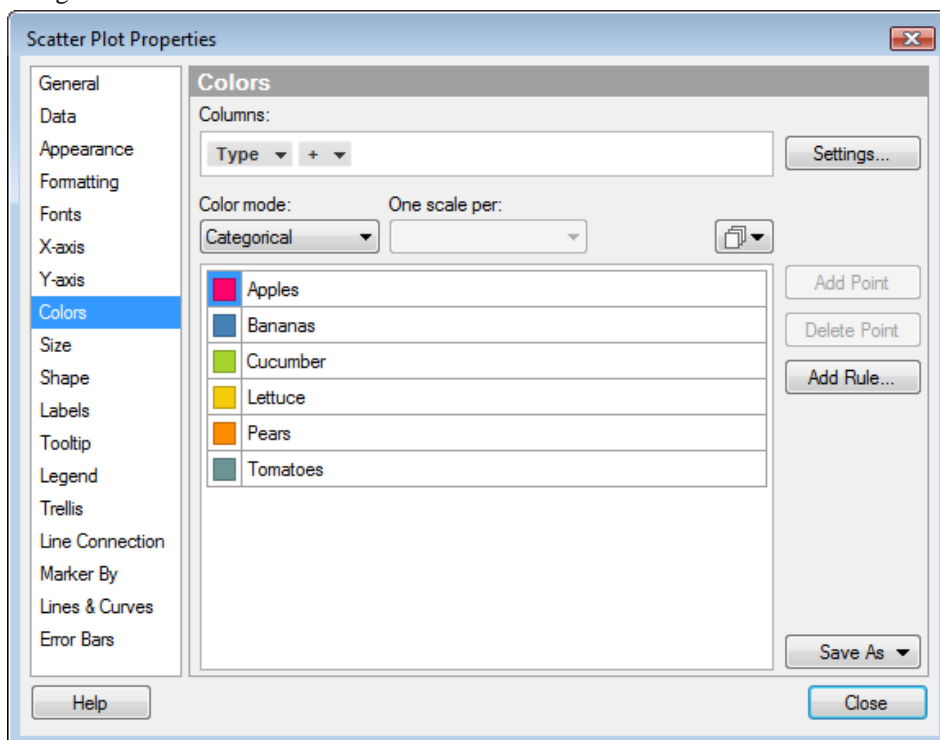 Scatter Plot Properties
General
Data
Appearance
Formatting
Fonts
X-axis
Y-axis
Colors
Size
Shape
Labels
Tooltip
Legend
Trellis
Line Connection
Marker By
Lines & Curves
Error Bars
Colors
Columns:
Type +
Settings...
Color mode: One scale per:
Categorical
Apples
Bananas
Cucumber
Lettuce
Pears
Tomatoes
Add Point
Delete Point
Add Rule...
Save As
Help
Close